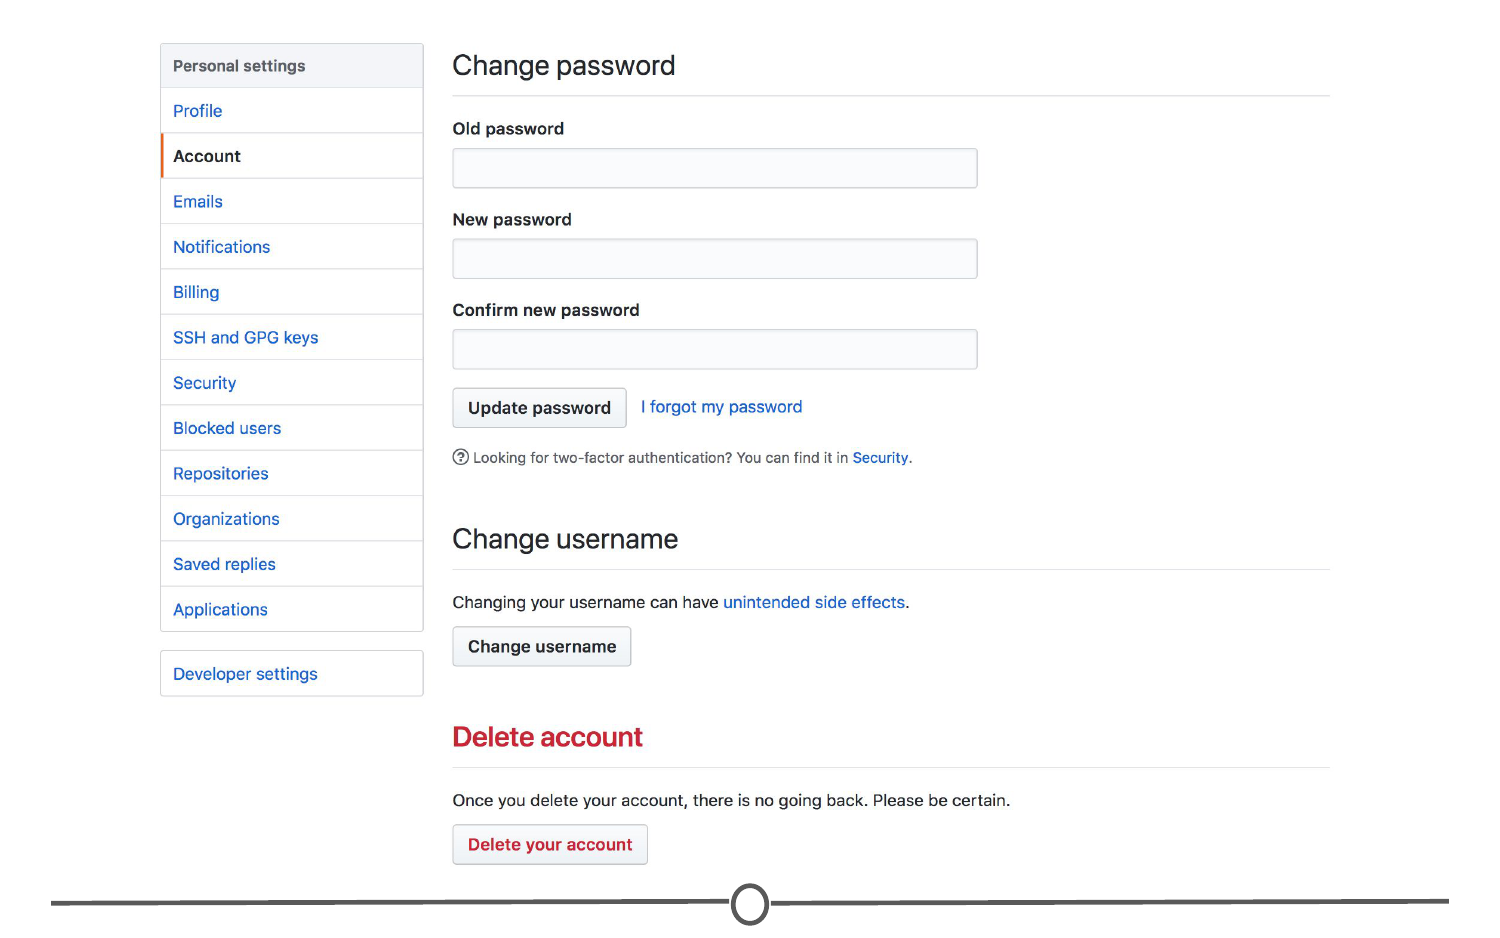 Personal settings
Profile
Account
Emails
Notifications
Billing
SSH and GPG keys
Security
Blocked users
Repositories
Organizations
Saved replies
Applications
Developer settings
Change password
Old password
New password
Confirm new password
Update password I forgot my password
Looking for two-factor authentication? You can find it in Security.
Change username
Changing your username can have unintended side effects.
Change username
Delete account
Once you delete your account, there is no going back. Please be certain.
Delete your account